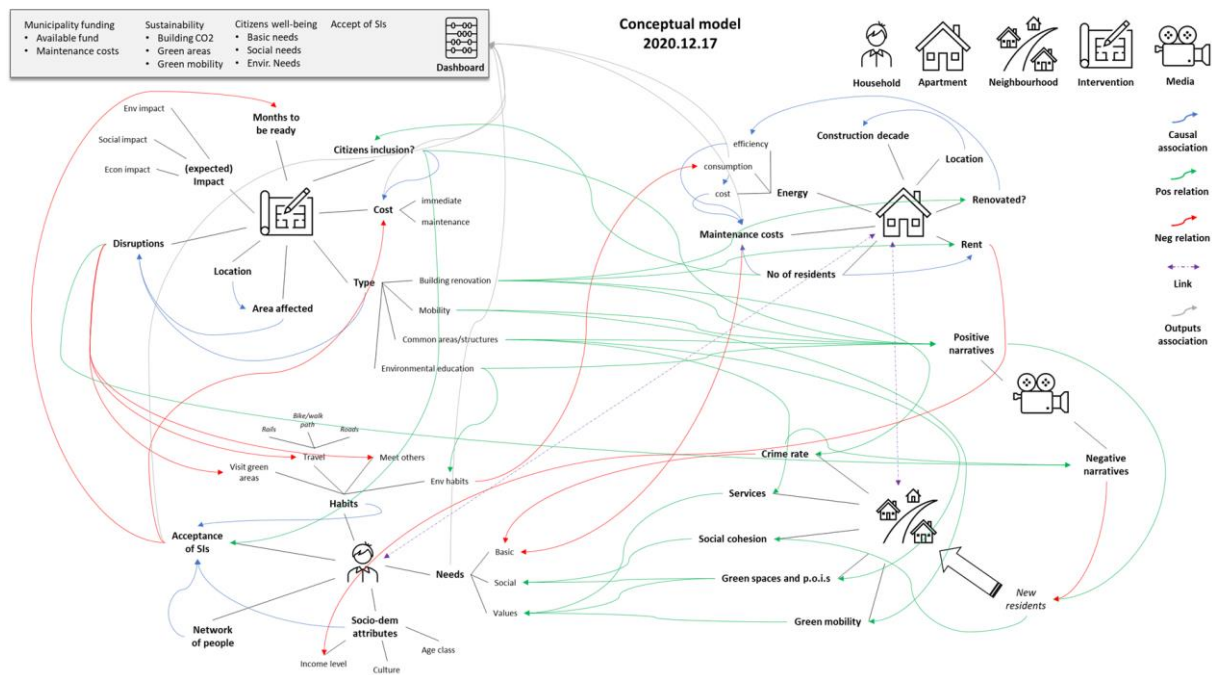 Municipality funding
• Available fund
• Maintenance costs
Sustainability
• Building CO2
• Green areas
• Green mobility
Citizens well-being
• Basic needs
• Social needs
• Envir. Needs
Accept of SIs
Dashboard
Conceptual model
2020.12.17
Household
Apartment
Neighbourhood
Intervention
Media
Causal
association
Pos relation
Neg relation
Link
Outputs
association
Env impact
Social impact
Econ impact
(expected)
Impact
Months to
be ready
Citizens inclusion?
Cost
immediate
maintenance
Disruptions
Location
Area affected
Type
Building renovation
Mobility
Common areas/structures
Environmental education
efficiency
consumption
cost
Energy
Construction decade
Location
Renovated?
Maintenance costs
Rent
No of residents
Positive
narratives
Negative
narratives
Bike/walk
path
Rails
Roads
Travel
Meet others
Visit green
areas
Env habits
Habits
Acceptance
of SIs
Needs
Basic
Social
Values
Network
of people
Socio-dem
attributes
Income level
Culture
Age class
Crime rate
Services
Social cohesion
Green spaces and p.o.i.s
Green mobility
New
residents